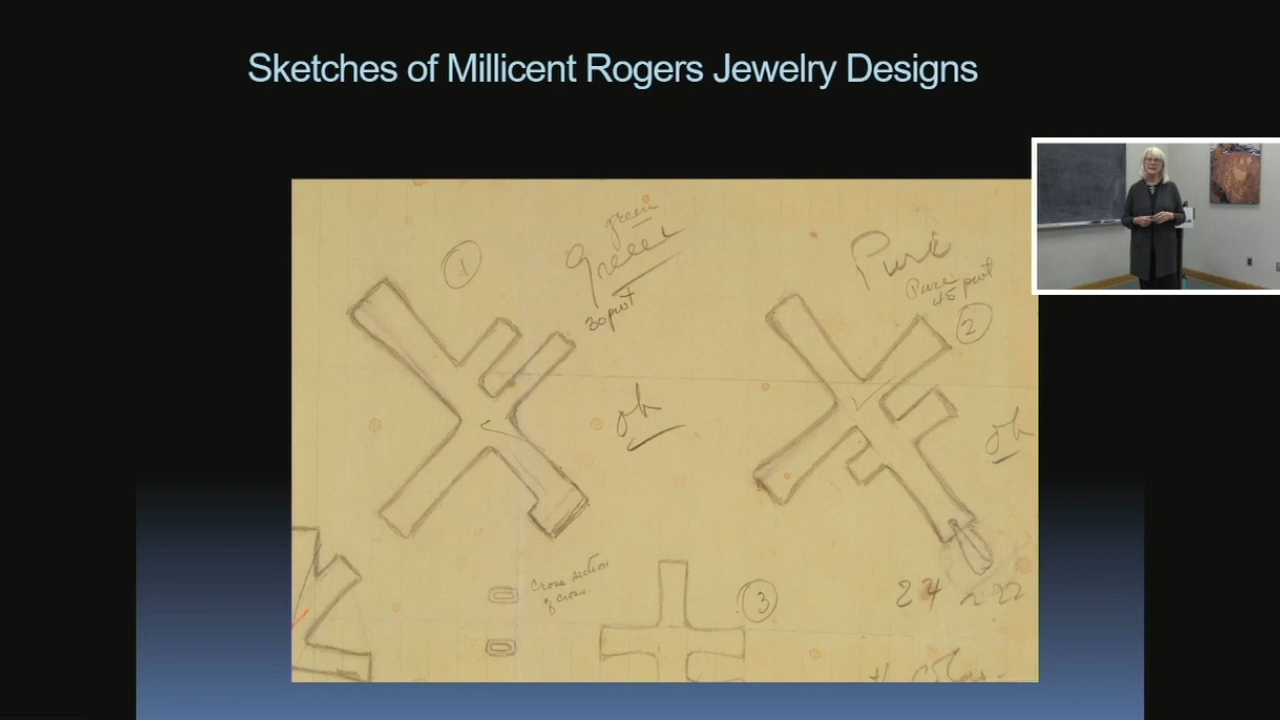 Sketches of Millicent Rogers Jewelry Designs
green
Green
30 pwt
1
Pure
Pure
45 pwt
2
ok
ok
Cross section
of cross.
3
24 22